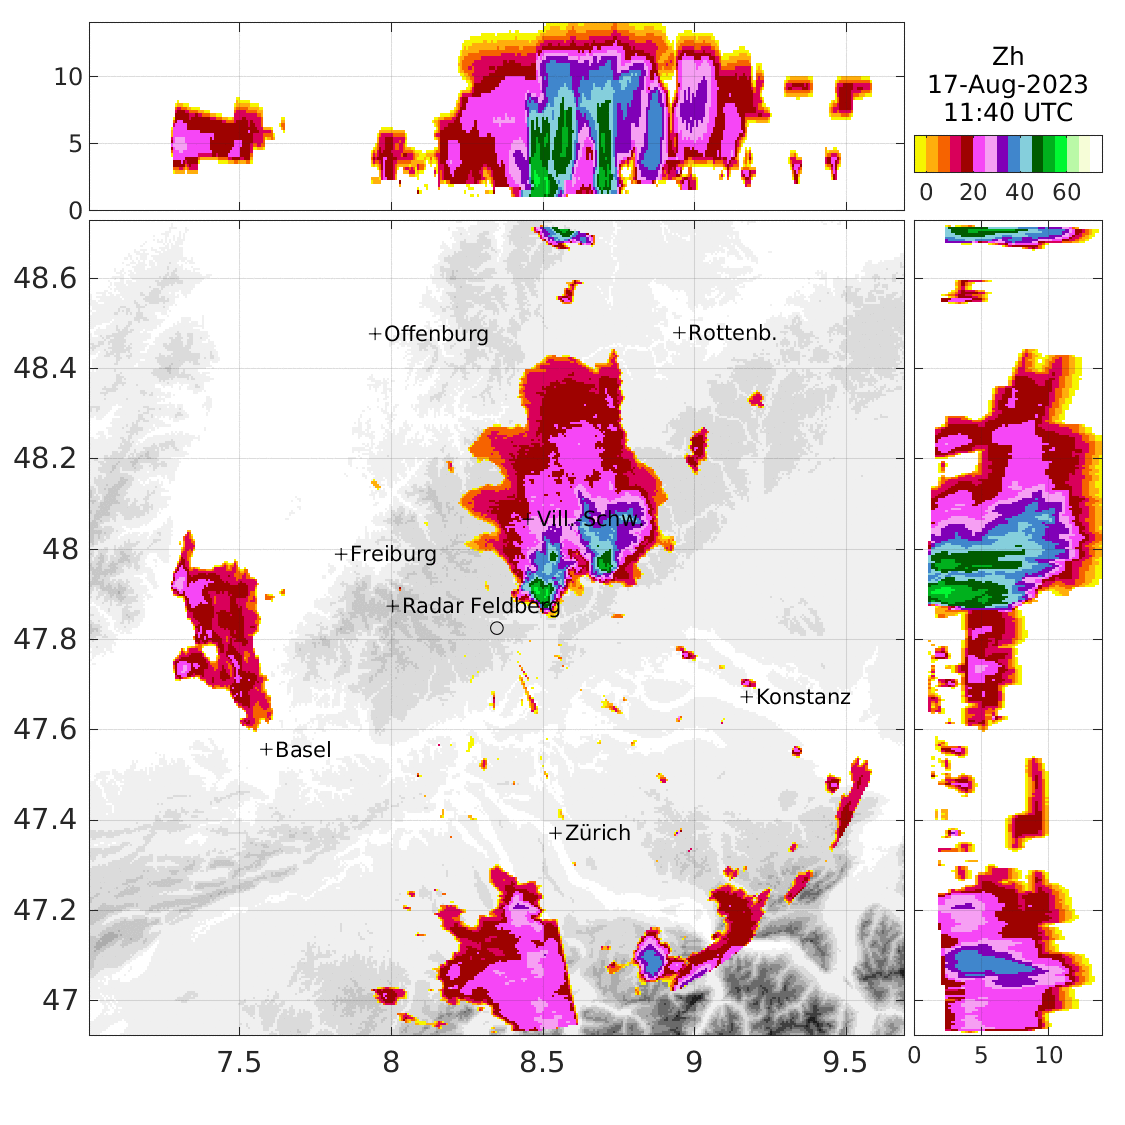 10
5
0
Zh
17-Aug-2023
11:40 UTC
0 20 40 60
48.6
48.4
48.2
48
47.8
47.6
47.4
47.2
47
+Offenburg
+Rottenb.
+Vill.-Schw.
+Freiburg
+Radar Feldberg
+Konstanz
+Basel
+Zürich
7.5 8 8.5 9 9.5
0 5 10